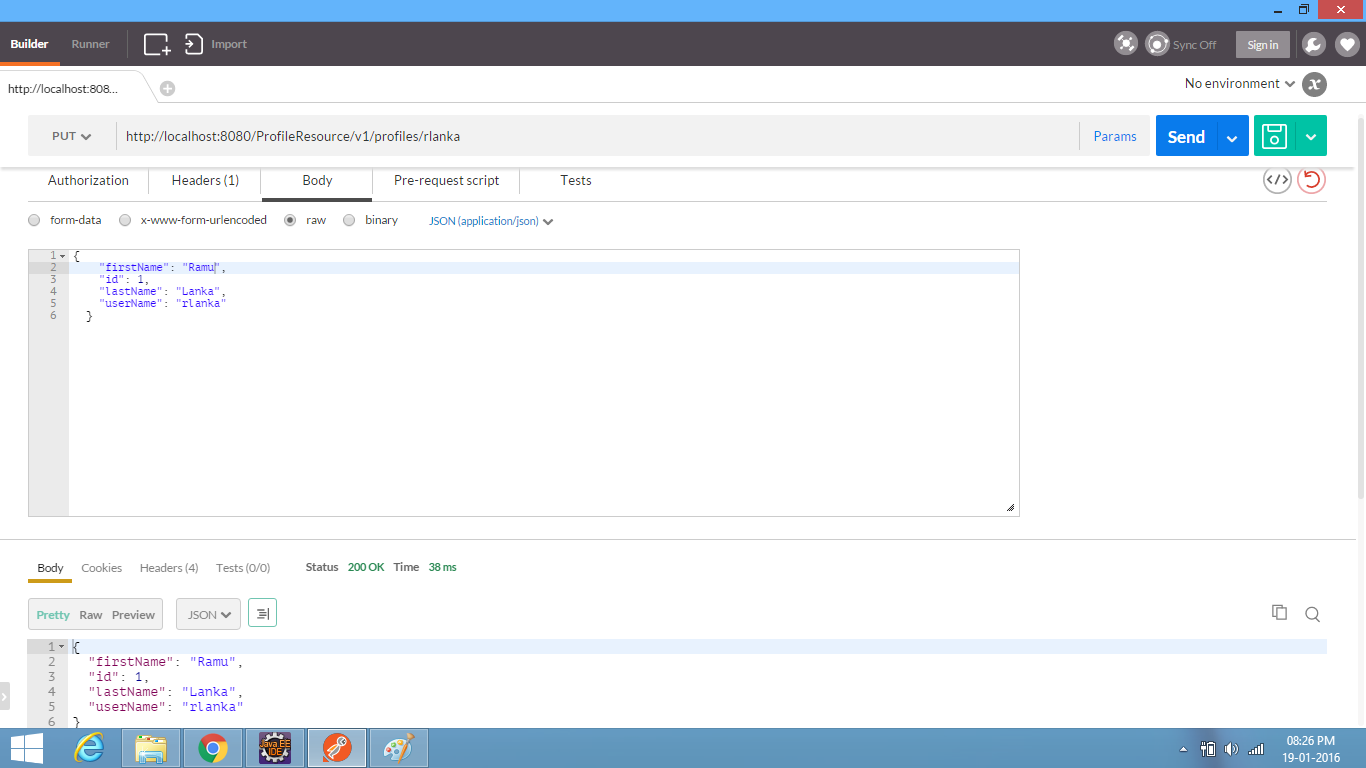 Builder Runner Import Sync Off Sign in
http://localhost:808... No environment
PUT http://localhost:8080/ProfileResource/v1/profiles/rlanka Params Send
Authorization Headers (1) Body Pre-request script Tests
form-data x-www-form-urlencoded raw binary JSON (application/json)
1 {
2 "firstName": "Ramu",
3 "id": 1,
4 "lastName": "Lanka",
5 "userName": "rlanka"
6 }
Body Cookies Headers (4) Tests (0/0) Status 200 OK Time 38 ms
Pretty Raw Preview JSON
1 {
2 "firstName": "Ramu",
3 "id": 1,
4 "lastName": "Lanka",
5 "userName": "rlanka"
6 }
Java EE
IDE
08:26 PM
19-01-2016